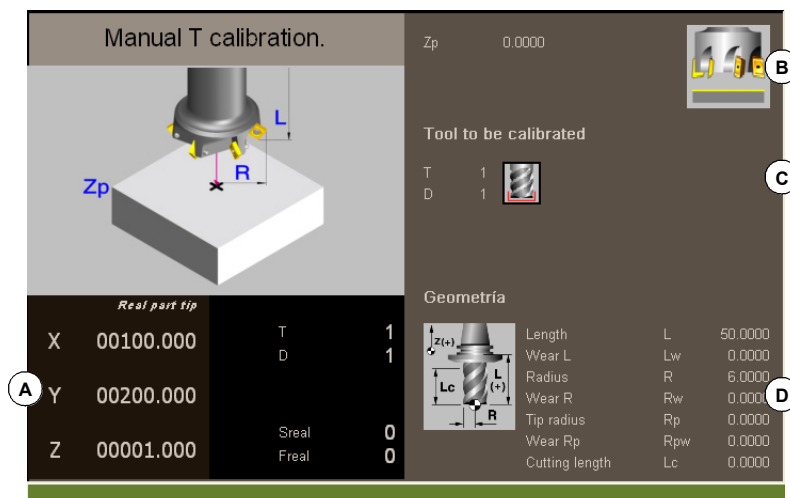 Manual T calibration.
L
R
Zp
Real part tip
X 00100.000
Y 00200.000
Z 00001.000
T 1
D 1
Sreal 0
Freal 0
A
Zp 0.0000
B
Tool to be calibrated
T 1
D 1
C
Geometría
Z(+)
Lc
L
(+)
R
Length L 50.0000
Wear L Lw 0.0000
Radius R 6.0000
Wear R Rw 0.0000
Tip radius Rp 0.0000
Wear Rp Rpw 0.0000
Cutting length Lc 0.0000
D